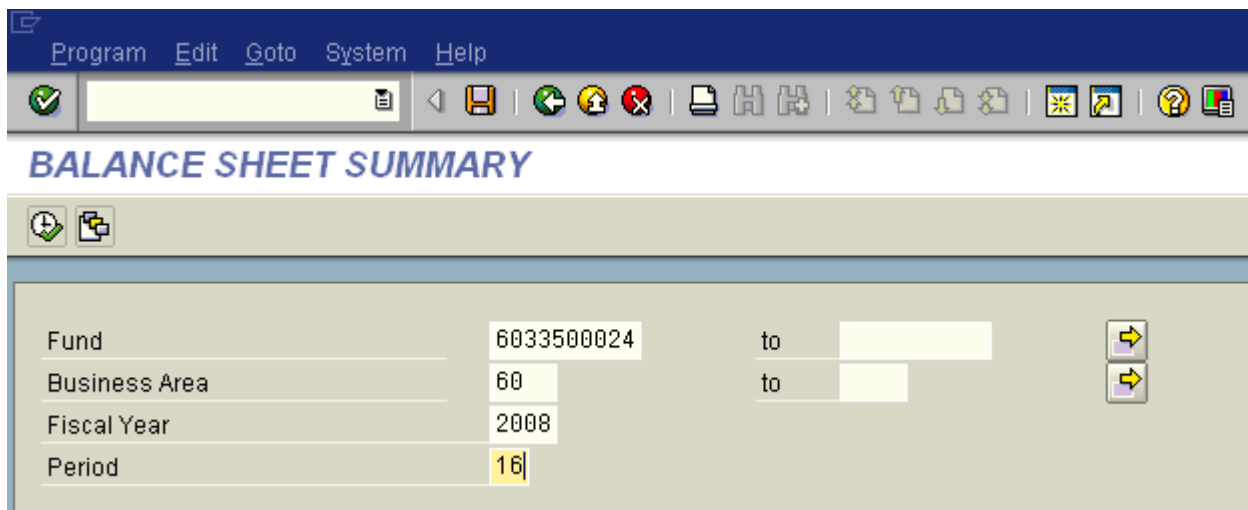 Program Edit Goto System Help
BALANCE SHEET SUMMARY
Fund 6033500024 to
Business Area 60 to
Fiscal Year 2008
Period 16